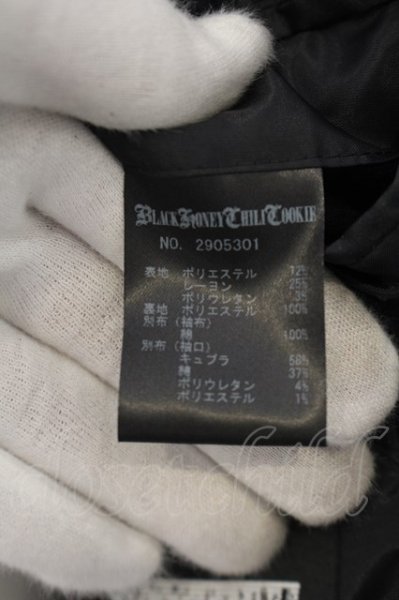 BLACK HONEY CHILI COOKIE
NO. 2905301
表地 ポリエステル 72%
レーヨン 25%
ポリウレタン 3%
裏地 ポリエステル 100%
別布(袖布)
綿 100%
別布(袖口)
キュプラ 58%
綿 37%
ポリウレタン 4%
ポリエステル 1%
closetchild